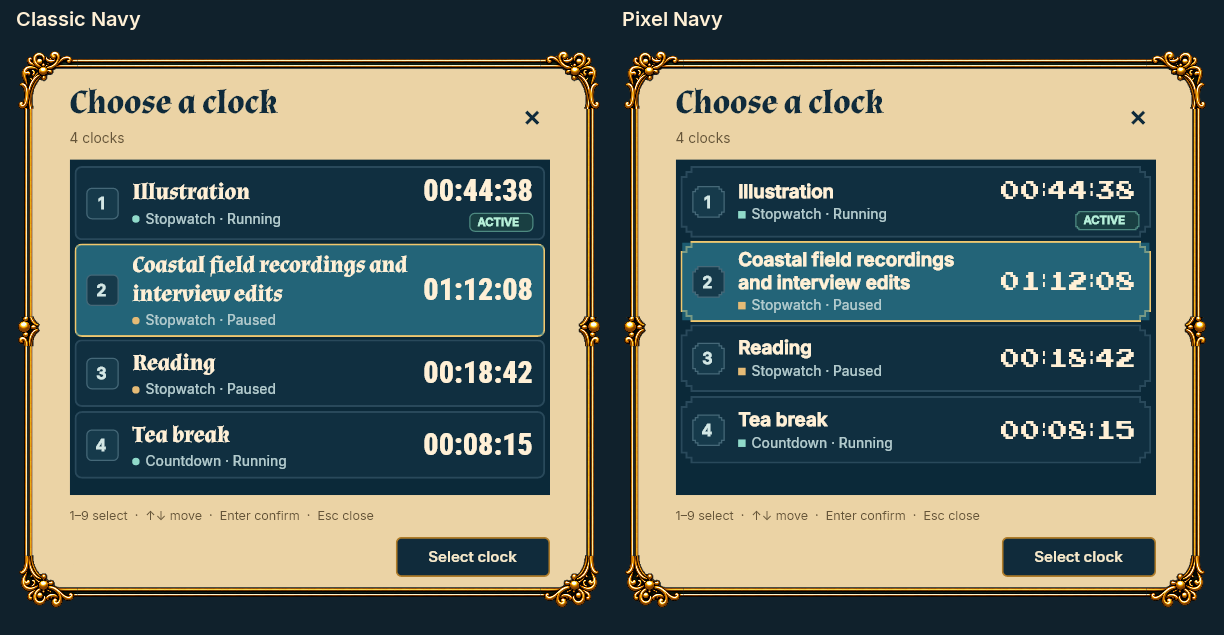 Classic Navy
Choose a clock
×
4 clocks
1
Illustration
00:44:38
Stopwatch · Running
ACTIVE
2
Coastal field recordings and
interview edits
01:12:08
Stopwatch · Paused
3
Reading
00:18:42
Stopwatch · Paused
4
Tea break
00:08:15
Countdown · Running
1–9 select · ↑↓ move · Enter confirm · Esc close
Select clock
Pixel Navy
Choose a clock
×
4 clocks
1
Illustration
00:44:38
Stopwatch · Running
ACTIVE
2
Coastal field recordings
and interview edits
01:12:08
Stopwatch · Paused
3
Reading
00:18:42
Stopwatch · Paused
4
Tea break
00:08:15
Countdown · Running
1–9 select · ↑↓ move · Enter confirm · Esc close
Select clock